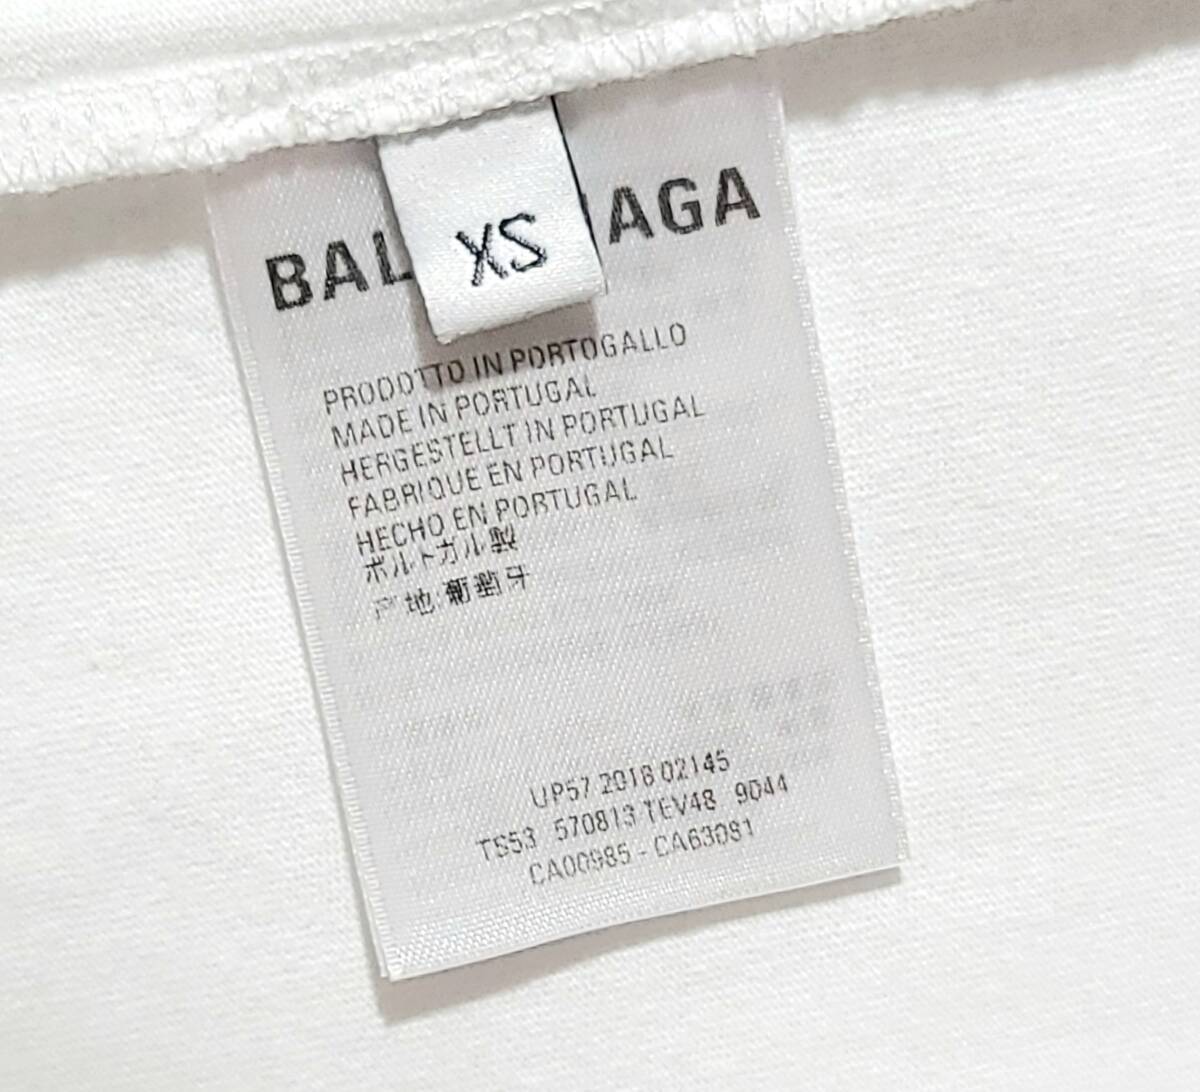 BAL
XS
AGA
PRODOTTO IN PORTOGALLO
MADE IN PORTUGAL
HERGESTELLT IN PORTUGAL
FABRIQUE EN PORTUGAL
HECHO EN PORTUGAL
ポルトガル製
产地:葡萄牙
UP57 2018 02145
TS53 570813 TEV48 9044
CA00985 - CA63081